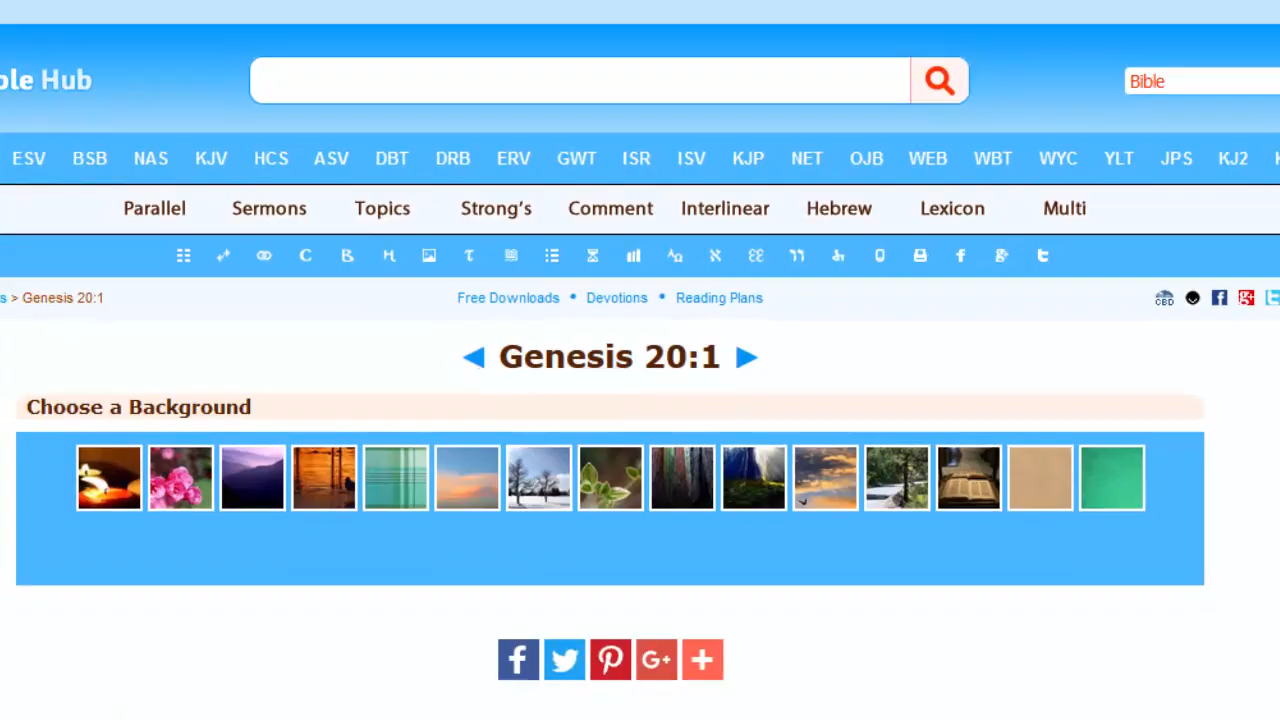 ble Hub
Bible
ESV BSB NAS KJV HCS ASV DBT DRB ERV GWT ISR ISV KJP NET OJB WEB WBT WYC YLT JPS KJ2
Parallel Sermons Topics Strong's Comment Interlinear Hebrew Lexicon Multi
s > Genesis 20:1 Free Downloads • Devotions • Reading Plans CBD
◄ Genesis 20:1 ►
Choose a Background